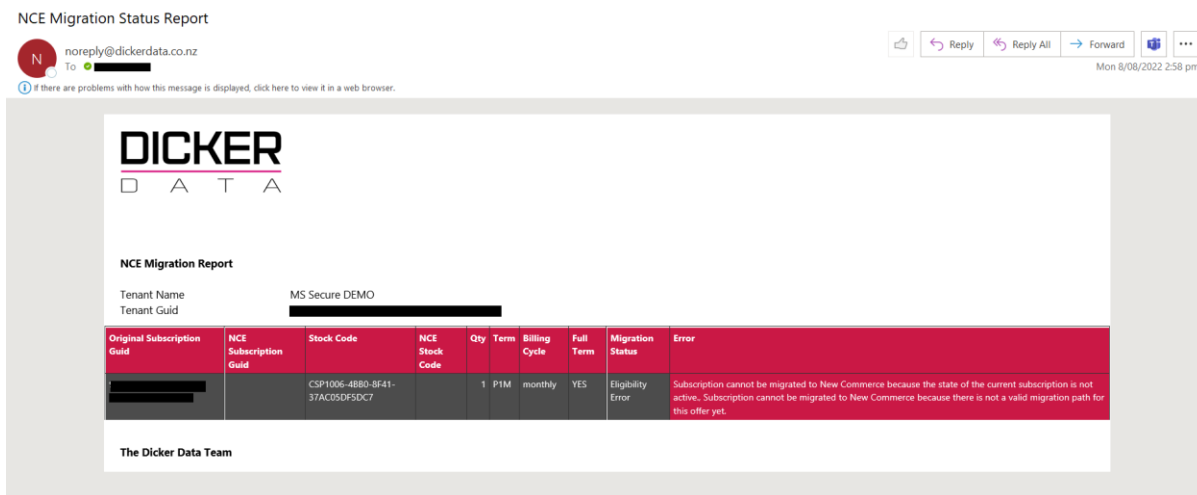 NCE Migration Status Report
N
noreply@dickerdata.co.nz
To
Reply
Reply All
Forward
Mon 8/08/2022 2:58 pm
If there are problems with how this message is displayed, click here to view it in a web browser.
DICKER
DATA
NCE Migration Report
Tenant Name MS Secure DEMO
Tenant Guid
Original Subscription Guid
NCE Subscription Guid
Stock Code
NCE Stock Code
Qty
Term
Billing Cycle
Full Term
Migration Status
Error
CSP1006-4BB0-8F41-
37AC05DF5DC7
1
P1M
monthly
YES
Eligibility
Error
Subscription cannot be migrated to New Commerce because the state of the current subscription is not
active., Subscription cannot be migrated to New Commerce because there is not a valid migration path for
this offer yet.
The Dicker Data Team